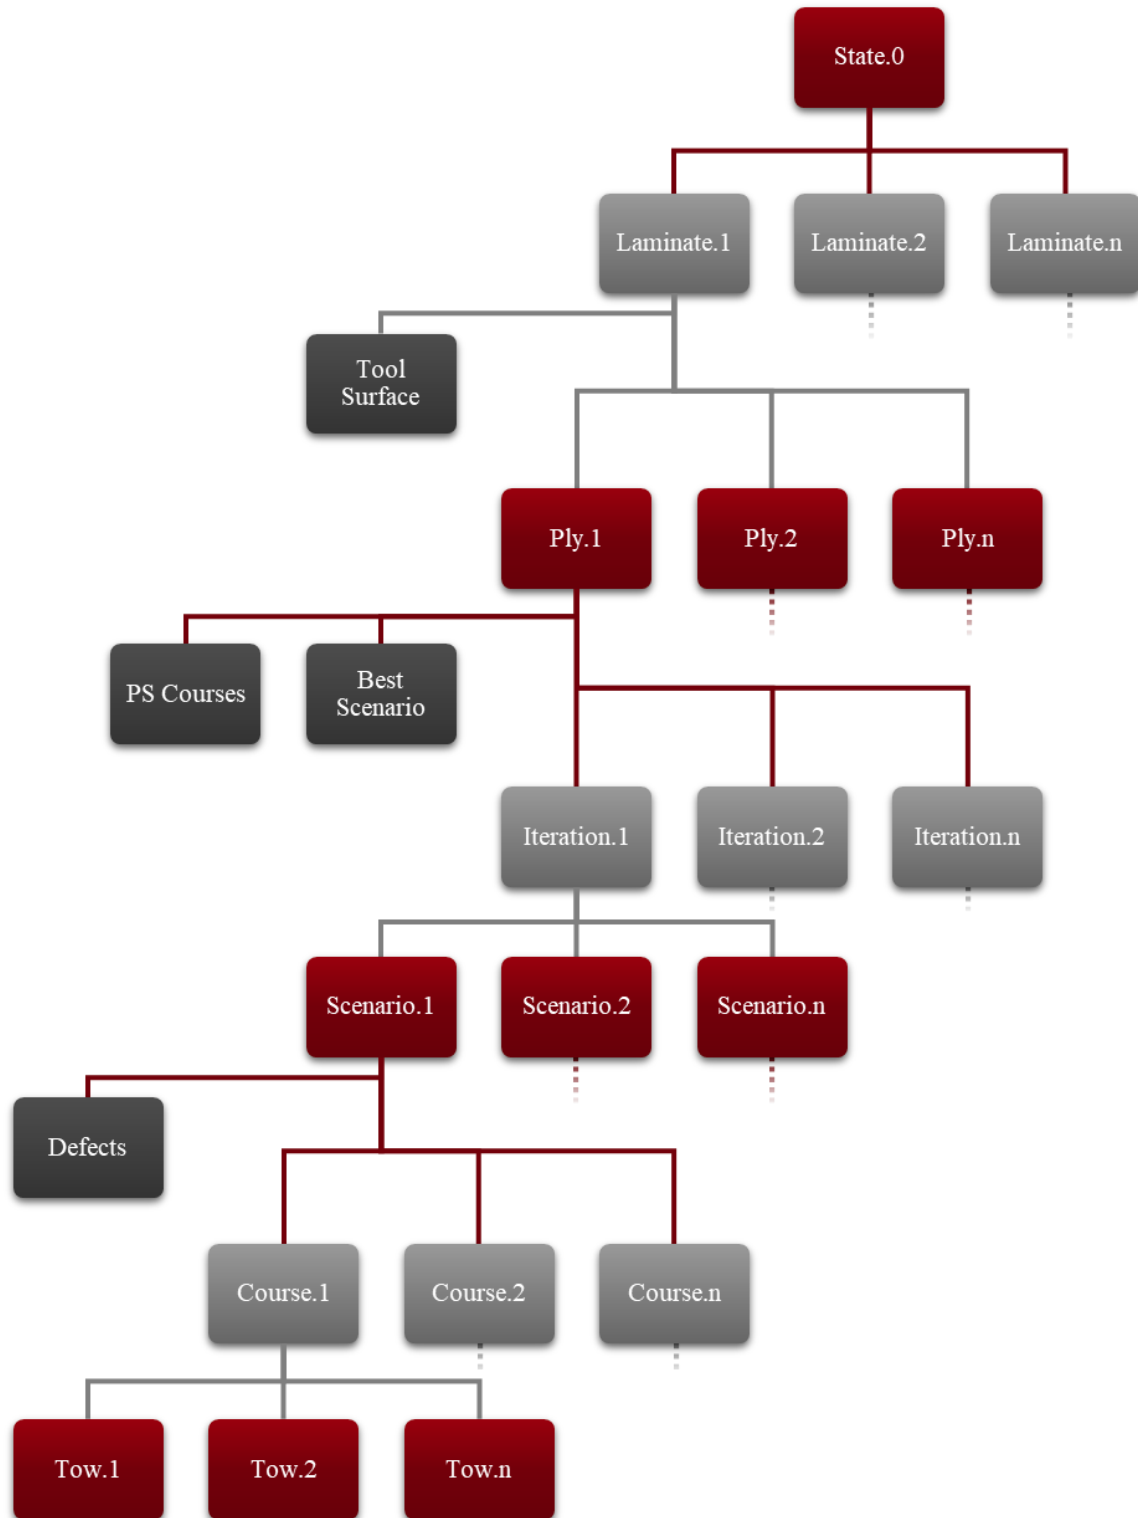 State.0
Laminate.1
Laminate.2
Laminate.n
Tool
Surface
Ply.1
Ply.2
Ply.n
PS Courses
Best
Scenario
Iteration.1
Iteration.2
Iteration.n
Scenario.1
Scenario.2
Scenario.n
Defects
Course.1
Course.2
Course.n
Tow.1
Tow.2
Tow.n